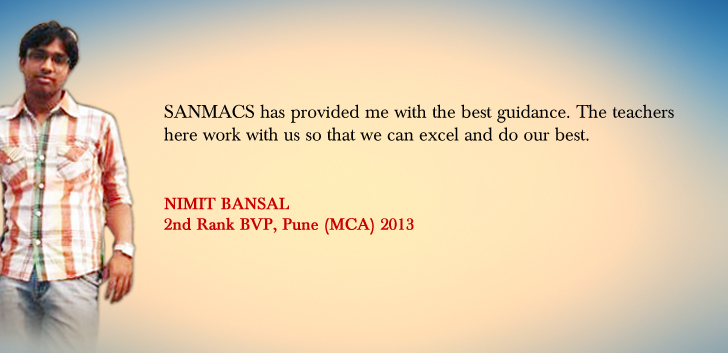 SANMACS has provided me with the best guidance. The teachers
here work with us so that we can excel and do our best.
NIMIT BANSAL
2nd Rank BVP, Pune (MCA) 2013